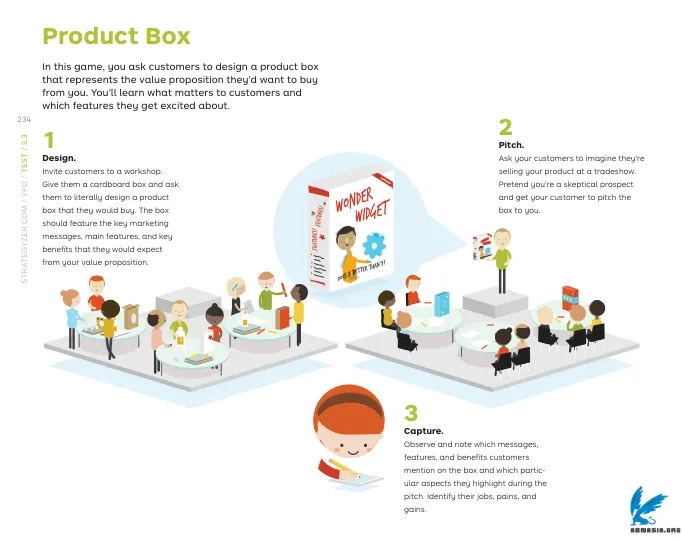 Product Box
In this game, you ask customers to design a product box
that represents the value proposition they'd want to buy
from you. You'll learn what matters to customers and
which features they get excited about.
234
STRATEGYZER.COM / VPD / TEST / 3.3
1
Design.
Invite customers to a workshop.
Give them a cardboard box and ask
them to literally design a product
box that they would buy. The box
should feature the key marketing
messages, main features, and key
benefits that they would expect
from your value proposition.
WONDER
WIDGET
FEATURES! FEATURES!
2
Pitch.
Ask your customers to imagine they're
selling your product at a tradeshow.
Pretend you're a skeptical prospect
and get your customer to pitch the
box to you.
3
Capture.
Observe and note which messages,
features, and benefits customers
mention on the box and which partic-
ular aspects they highlight during the
pitch. Identify their jobs, pains, and
gains.
ABNASIA.ORG